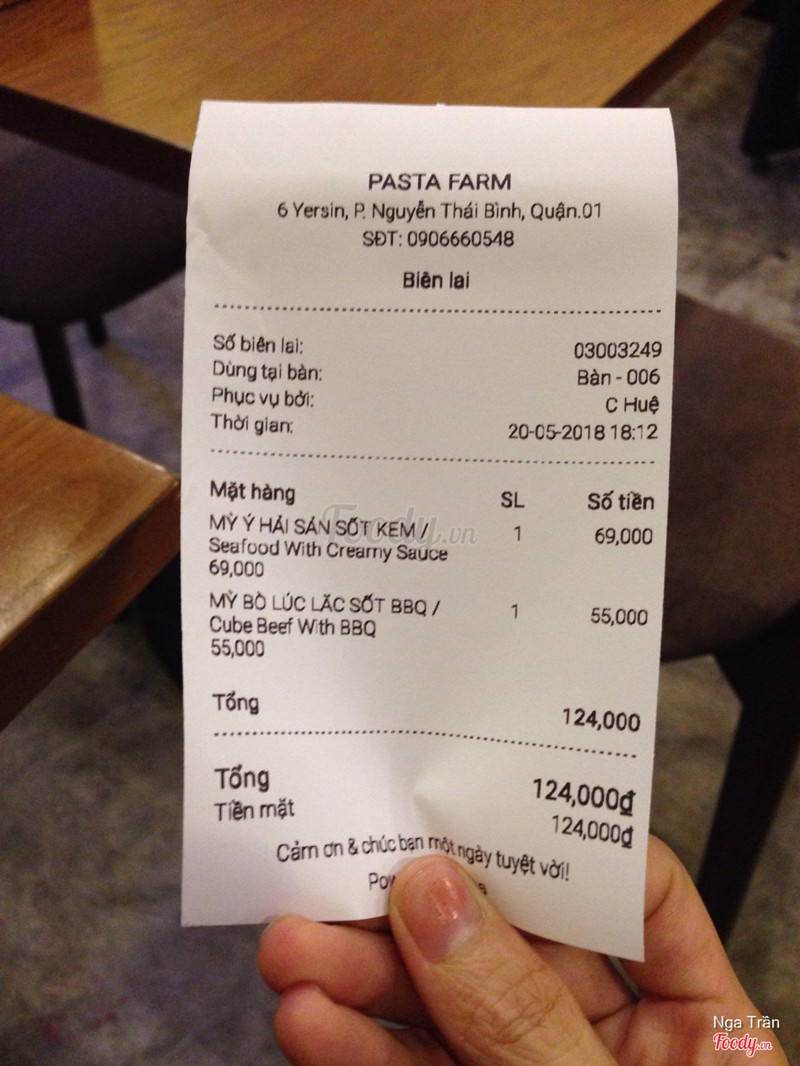 PASTA FARM
6 Yersin, P. Nguyễn Thái Bình, Quận.01
SĐT: 0906660548
Biên lai
Số biên lai: 03003249
Dùng tại bàn: Bàn - 006
Phục vụ bởi: C Huệ
Thời gian: 20-05-2018 18:12
Mặt hàng SL Số tiền
MỲ Ý HẢI SẢN SỐT KEM / 1 69,000
Seafood With Creamy Sauce
69,000
MỲ BÒ LÚC LẮC SỐT BBQ / 1 55,000
Cube Beef With BBQ
55,000
Tổng 124,000
Tổng 124,000₫
Tiền mặt 124,000₫
Cảm ơn & chúc bạn một ngày tuyệt vời!
Foody.vn
Nga Trần
Foody.vn